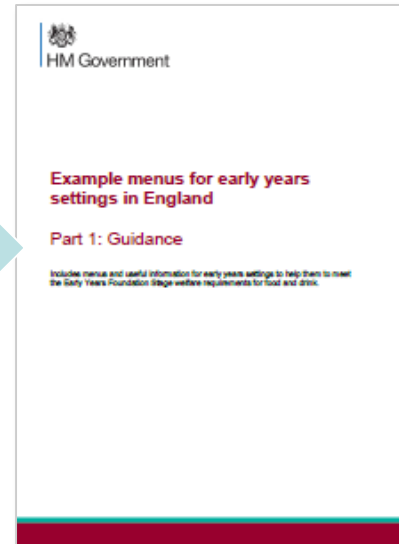 HM Government
Example menus for early years
settings in England
Part 1: Guidance
Includes menus and useful information for early years settings to help them to meet
the Early Years Foundation Stage welfare requirements for food and drink.